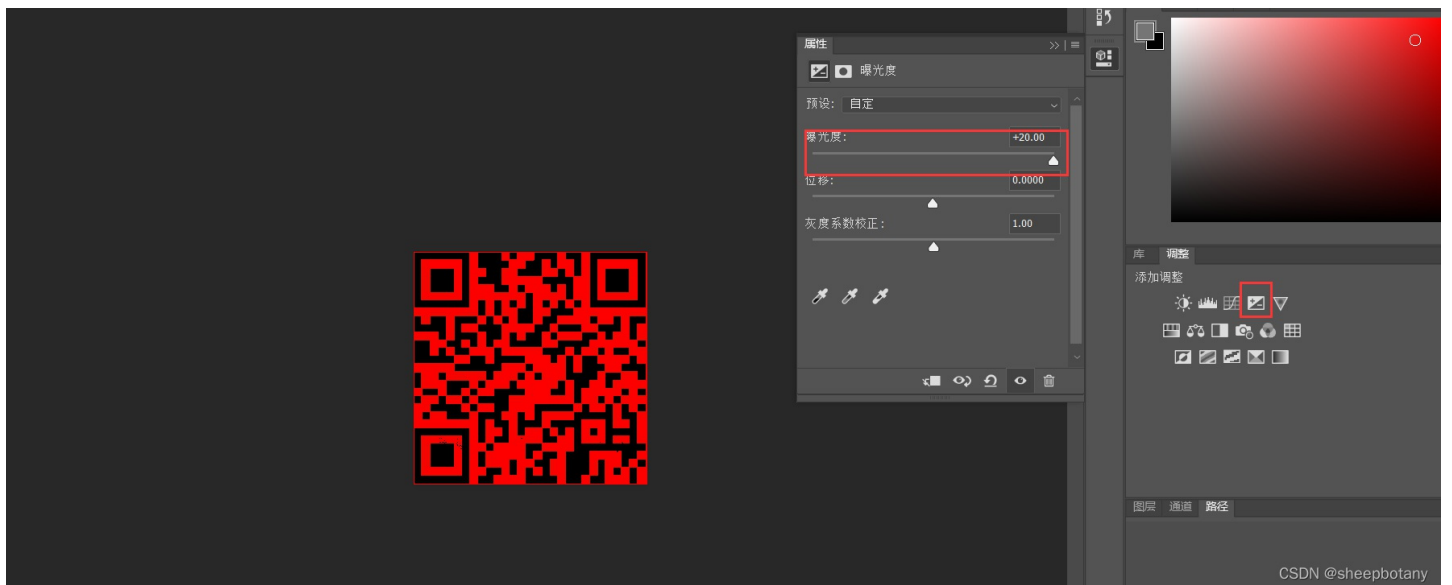 属性
曝光度
预设: 自定
曝光度: +20.00
位移: 0.0000
灰度系数校正: 1.00
库 调整
添加调整
图层 通道 路径
CSDN @sheepbotany